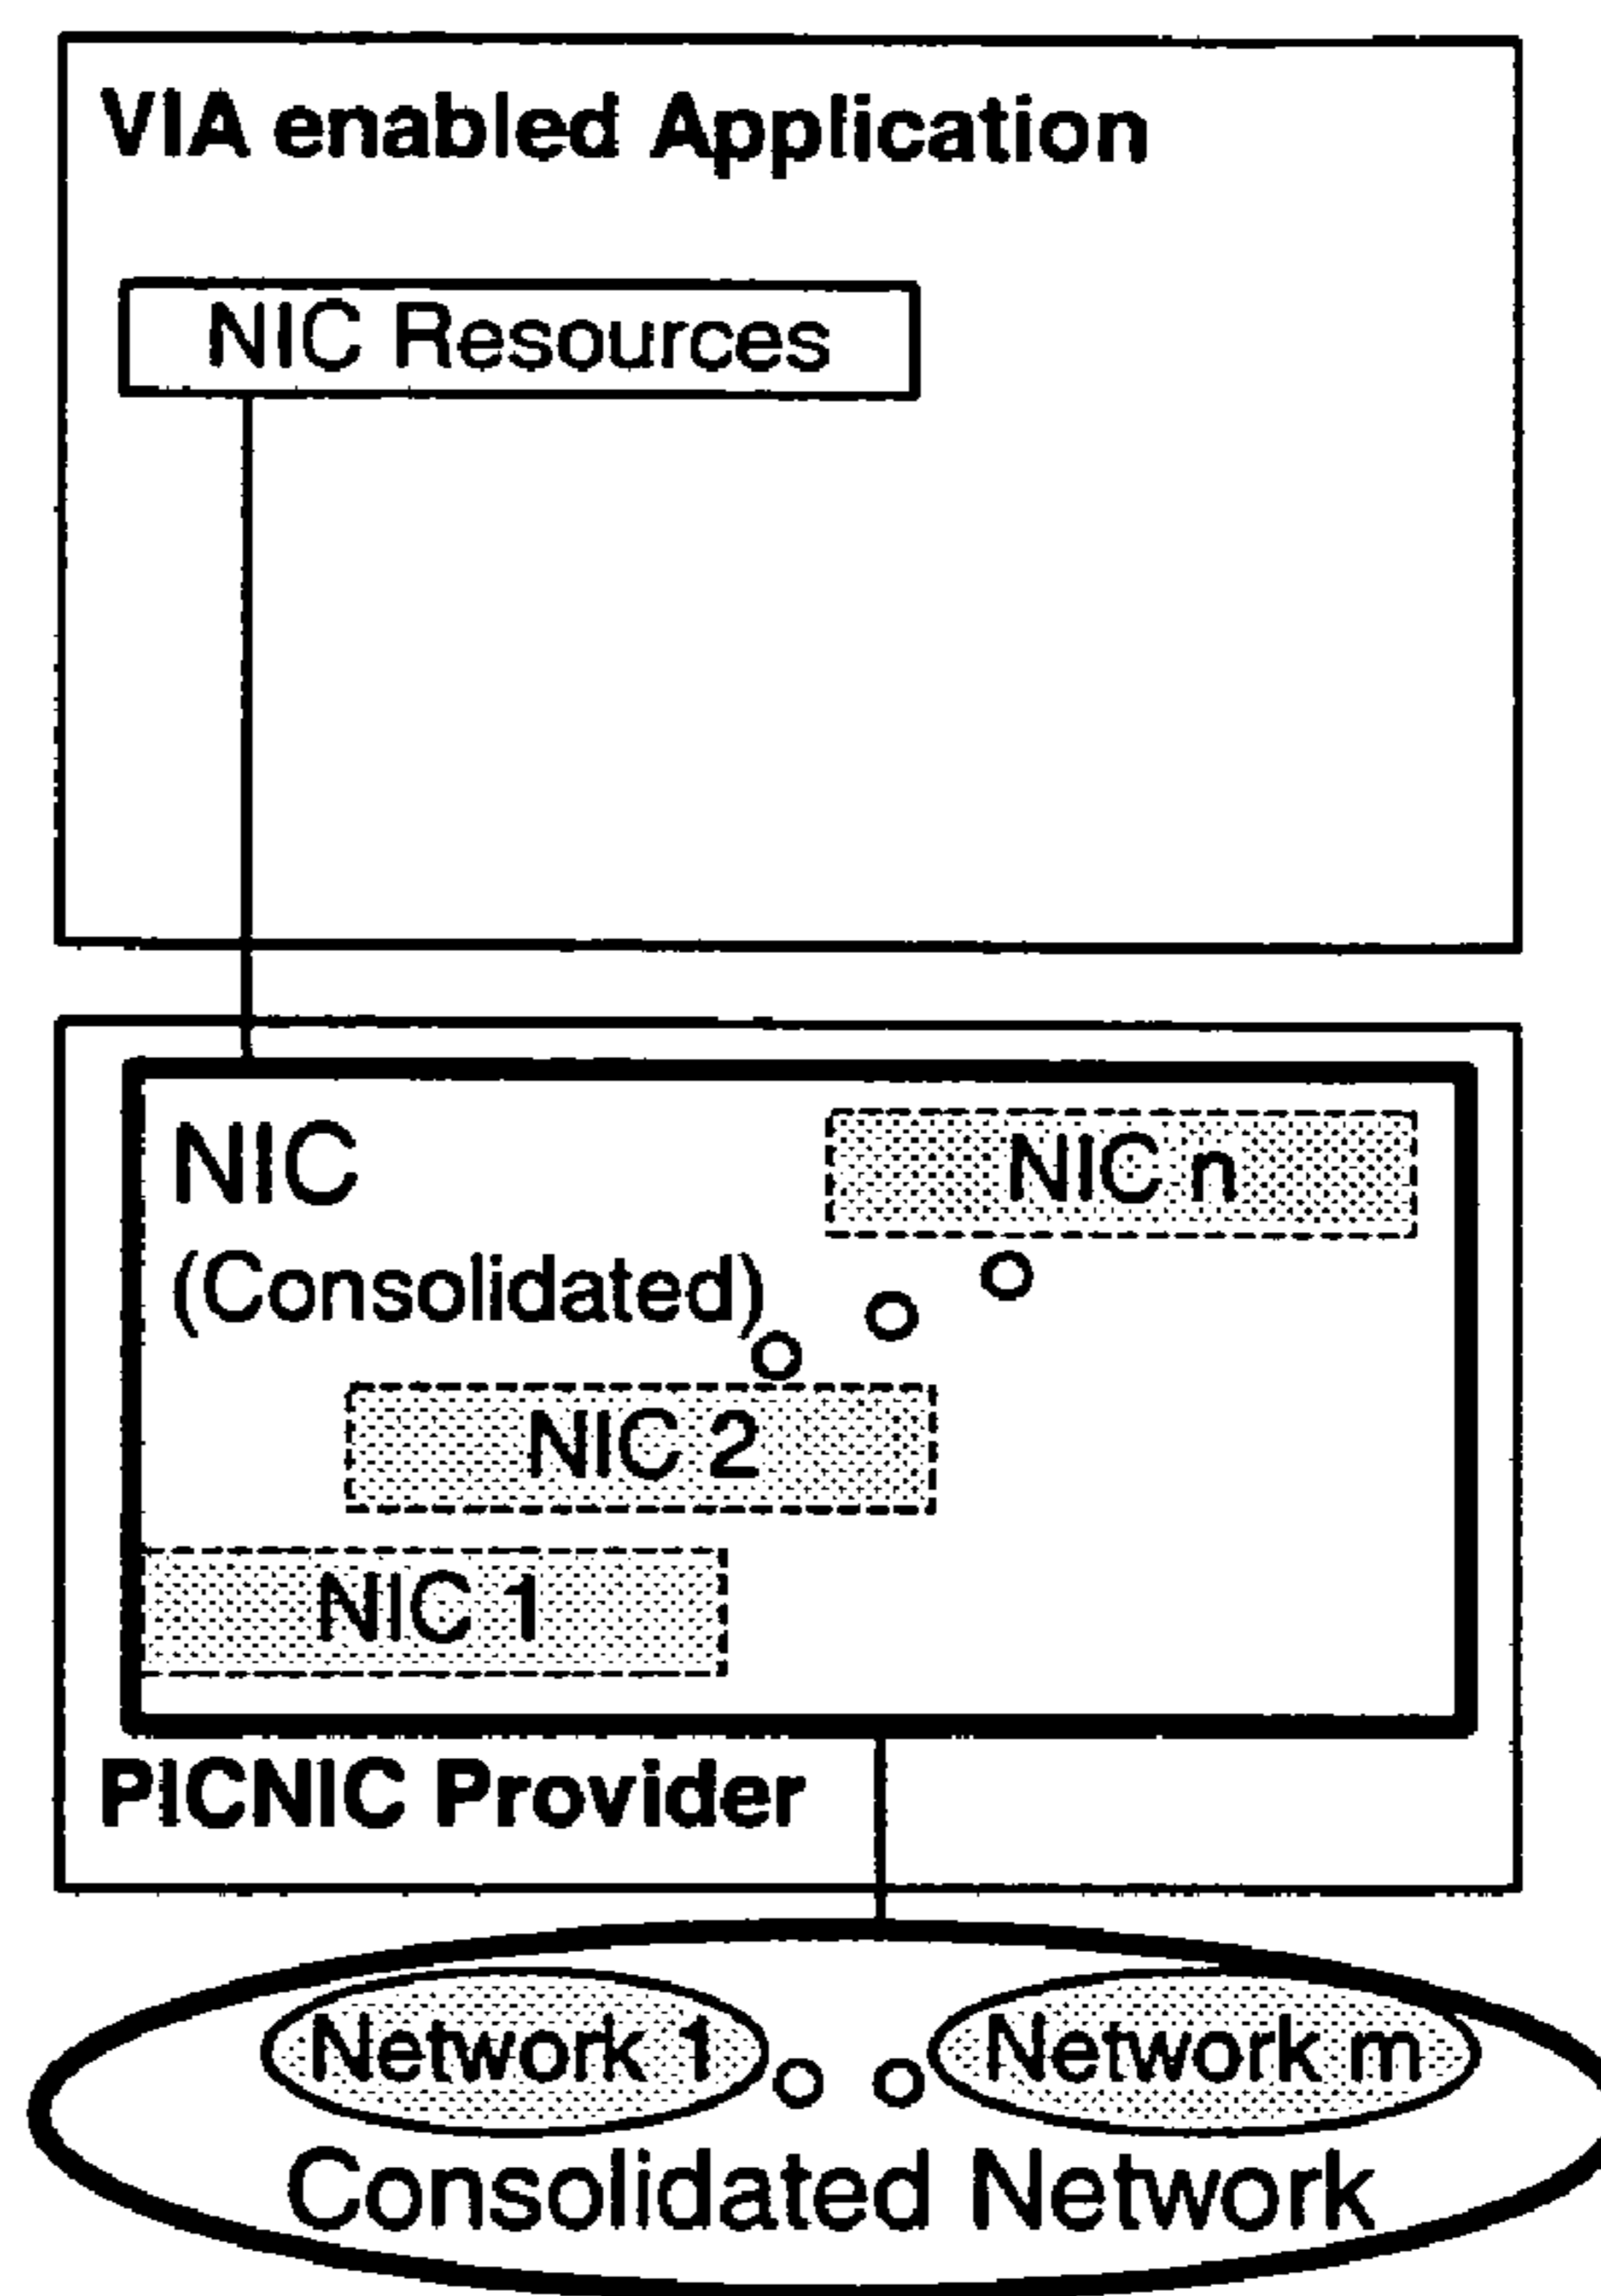 VIA enabled Application
NIC Resources
NIC
NIC n
(Consolidated)
NIC 2
NIC 1
PICNIC Provider
Network 1
Network m
Consolidated Network